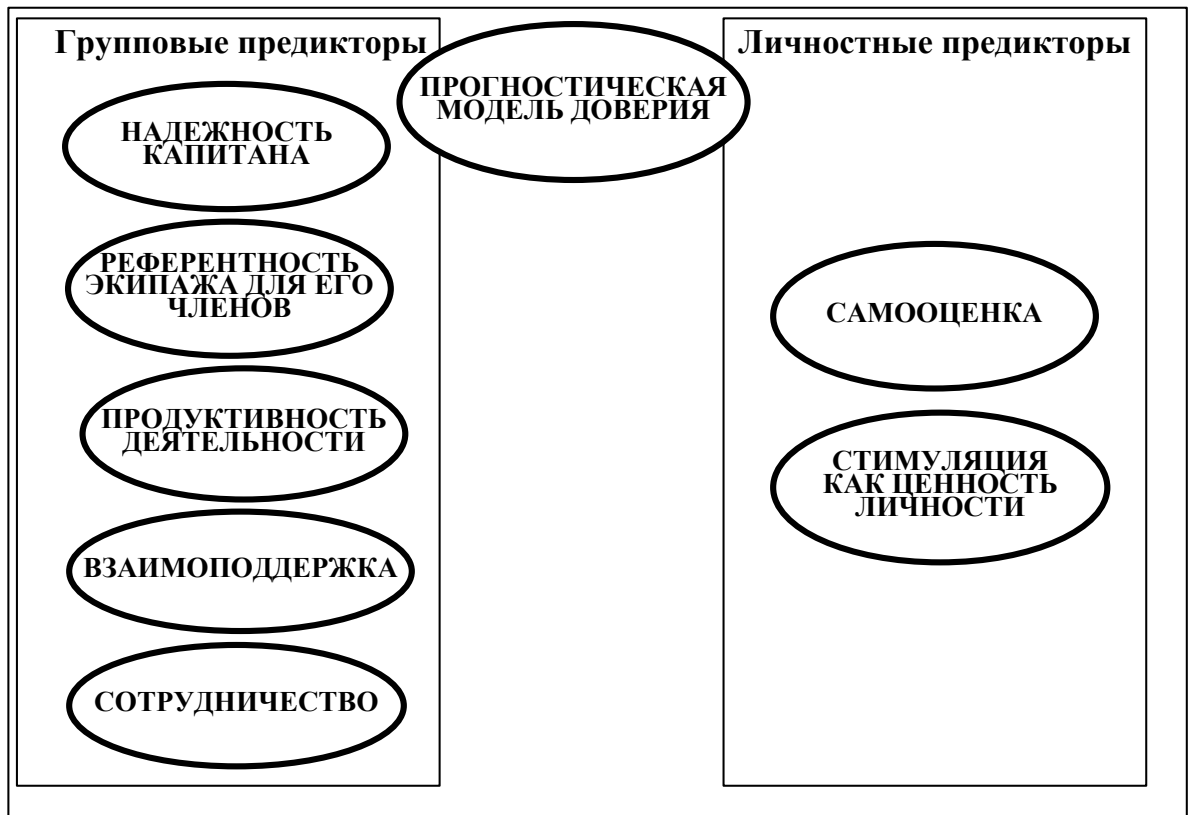 Групповые предикторы
НАДЕЖНОСТЬ
КАПИТАНА
РЕФЕРЕНТНОСТЬ
ЭКИПАЖА ДЛЯ ЕГО
ЧЛЕНОВ
ПРОДУКТИВНОСТЬ
ДЕЯТЕЛЬНОСТИ
ВЗАИМОПОДДЕРЖКА
СОТРУДНИЧЕСТВО
ПРОГНОСТИЧЕСКАЯ
МОДЕЛЬ ДОВЕРИЯ
Личностные предикторы
САМООЦЕНКА
СТИМУЛЯЦИЯ
КАК ЦЕННОСТЬ
ЛИЧНОСТИ